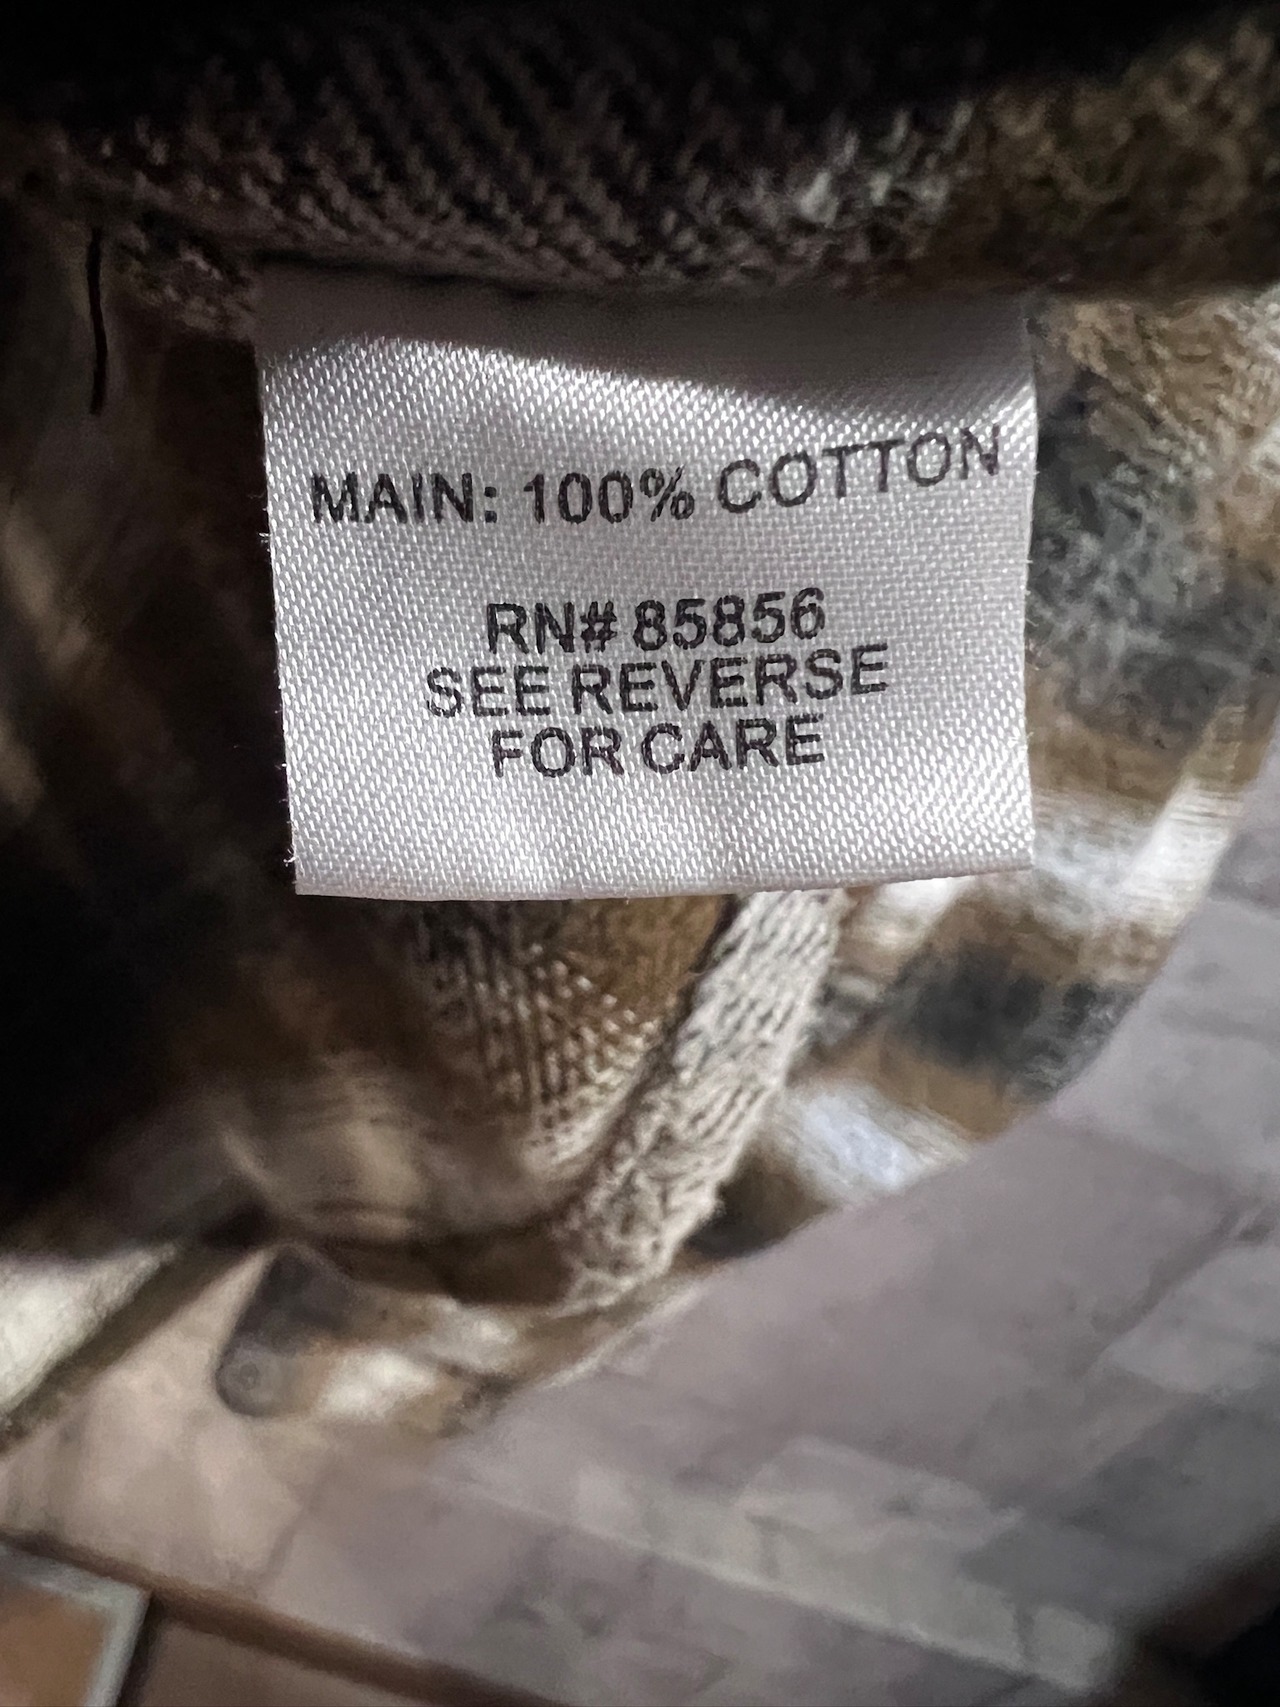 MAIN: 100% COTTON
RN# 85856
SEE REVERSE
FOR CARE